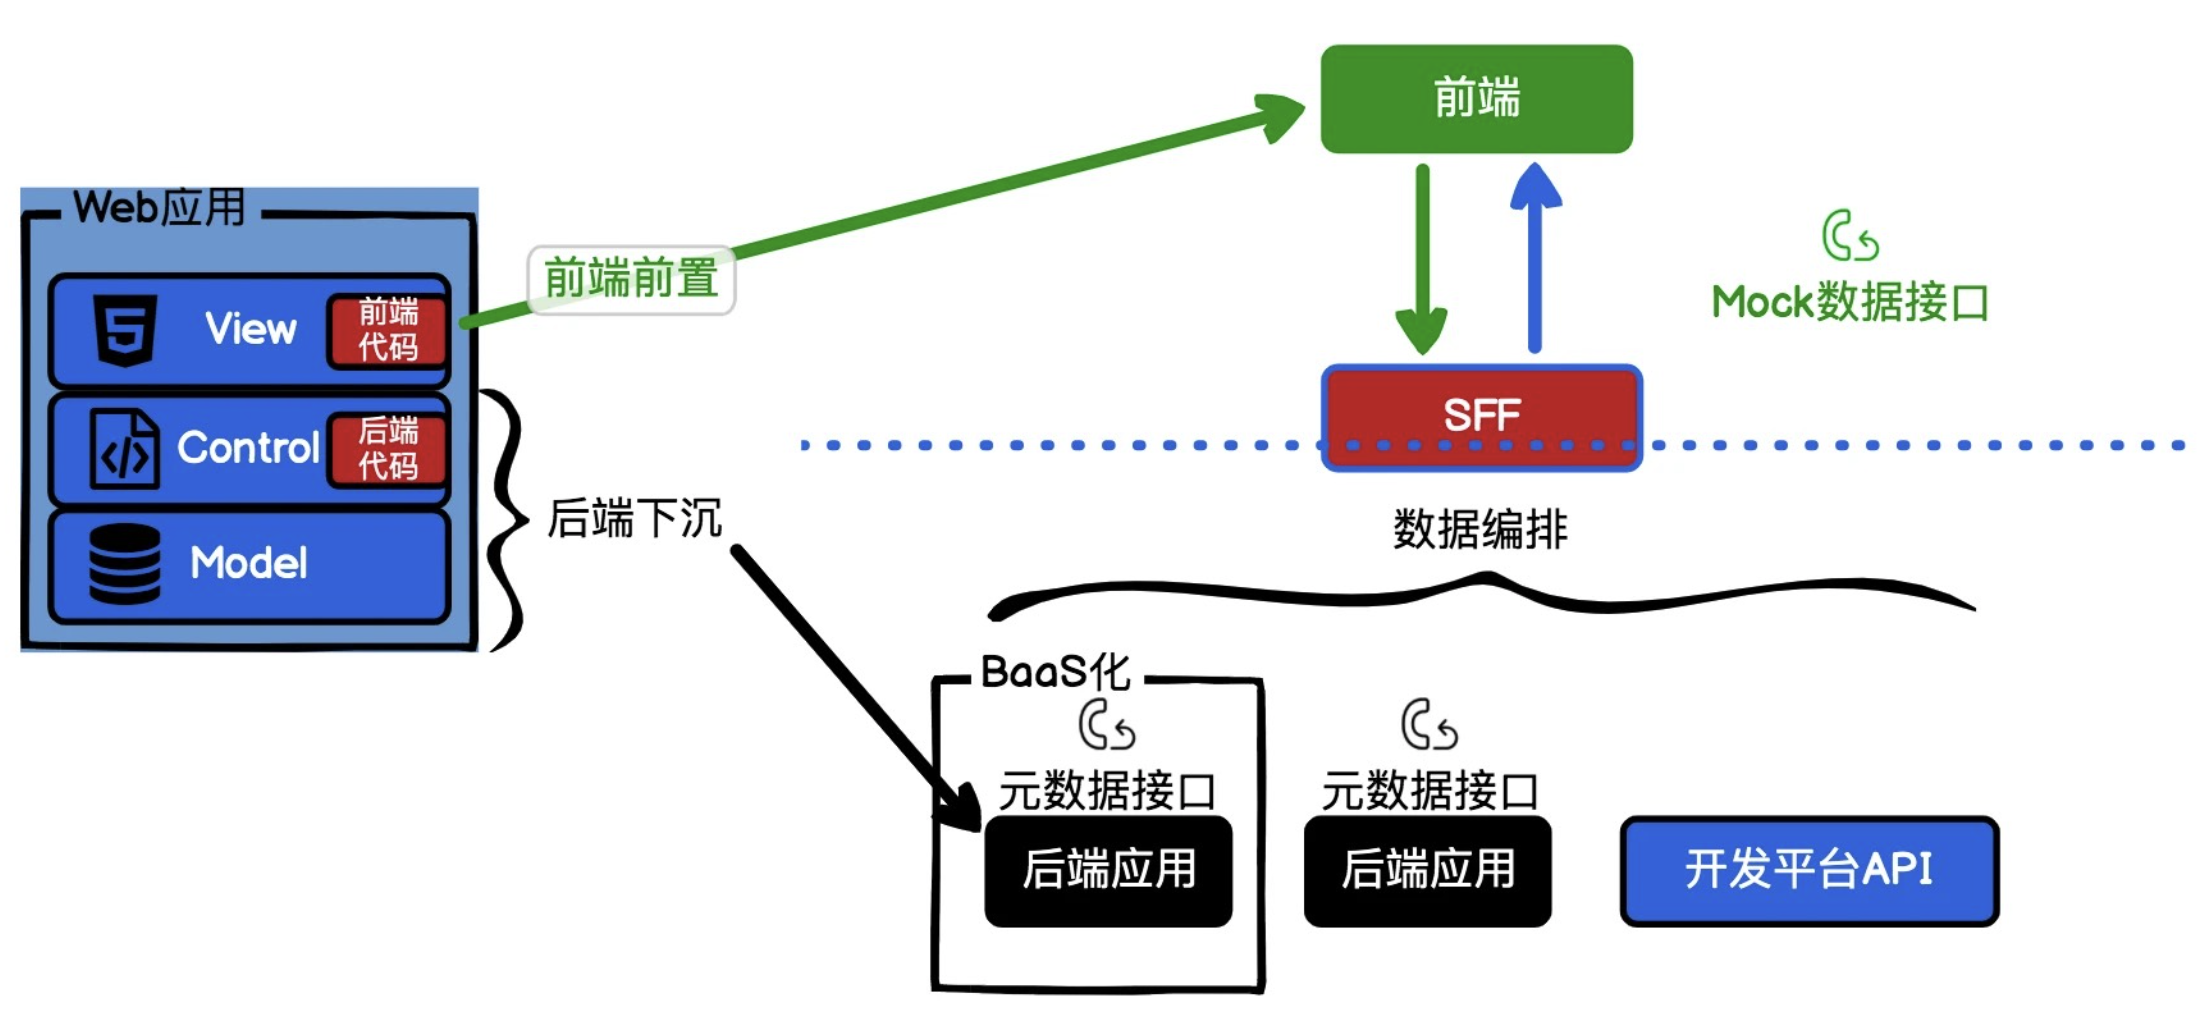 Web应用
View
前端
代码
Control
后端
代码
Model
前端前置
后端下沉
前端
Mock数据接口
SFF
数据编排
BaaS化
元数据接口
后端应用
元数据接口
后端应用
开发平台API